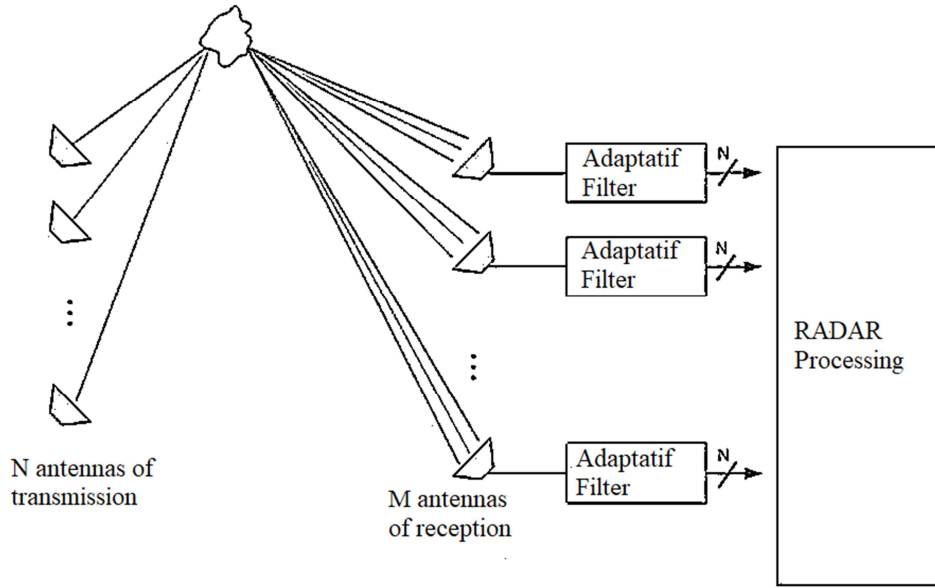 Adaptatif
Filter
N
Adaptatif
Filter
N
RADAR
Processing
Adaptatif
Filter
N
N antennas of
transmission
M antennas
of reception